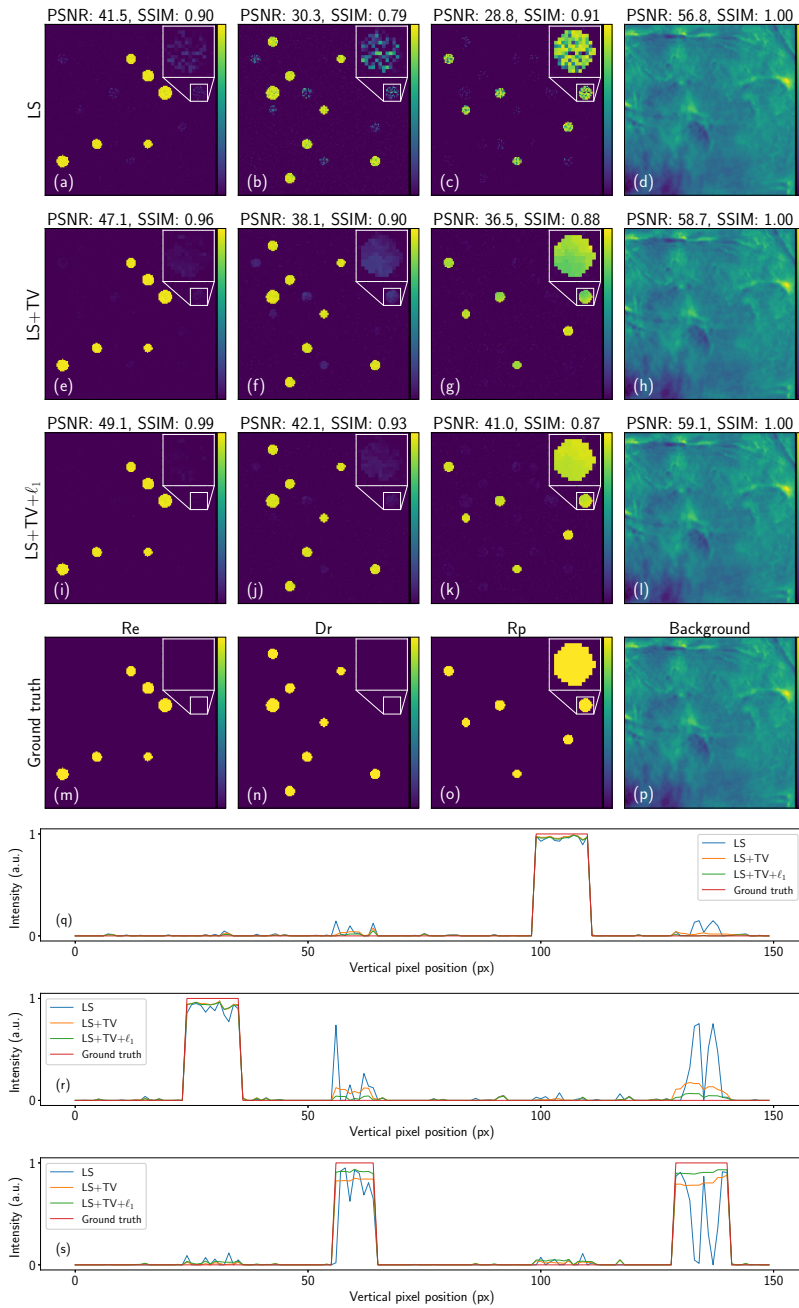 PSNR: 41.5, SSIM: 0.90
PSNR: 30.3, SSIM: 0.79
PSNR: 28.8, SSIM: 0.91
PSNR: 56.8, SSIM: 1.00
LS
(a)
(b)
(c)
(d)
PSNR: 47.1, SSIM: 0.96
PSNR: 38.1, SSIM: 0.90
PSNR: 36.5, SSIM: 0.88
PSNR: 58.7, SSIM: 1.00
LS+TV
(e)
(f)
(g)
(h)
PSNR: 49.1, SSIM: 0.99
PSNR: 42.1, SSIM: 0.93
PSNR: 41.0, SSIM: 0.87
PSNR: 59.1, SSIM: 1.00
LS+TV+ℓ₁
(i)
(j)
(k)
(l)
Re
Dr
Rp
Background
Ground truth
(m)
(n)
(o)
(p)
Intensity (a.u.)
1
0
(q)
LS
LS+TV
LS+TV+ℓ₁
Ground truth
0
50
100
150
Vertical pixel position (px)
Intensity (a.u.)
1
0
LS
LS+TV
LS+TV+ℓ₁
Ground truth
(r)
0
50
100
150
Vertical pixel position (px)
Intensity (a.u.)
1
0
LS
LS+TV
LS+TV+ℓ₁
Ground truth
(s)
0
50
100
150
Vertical pixel position (px)